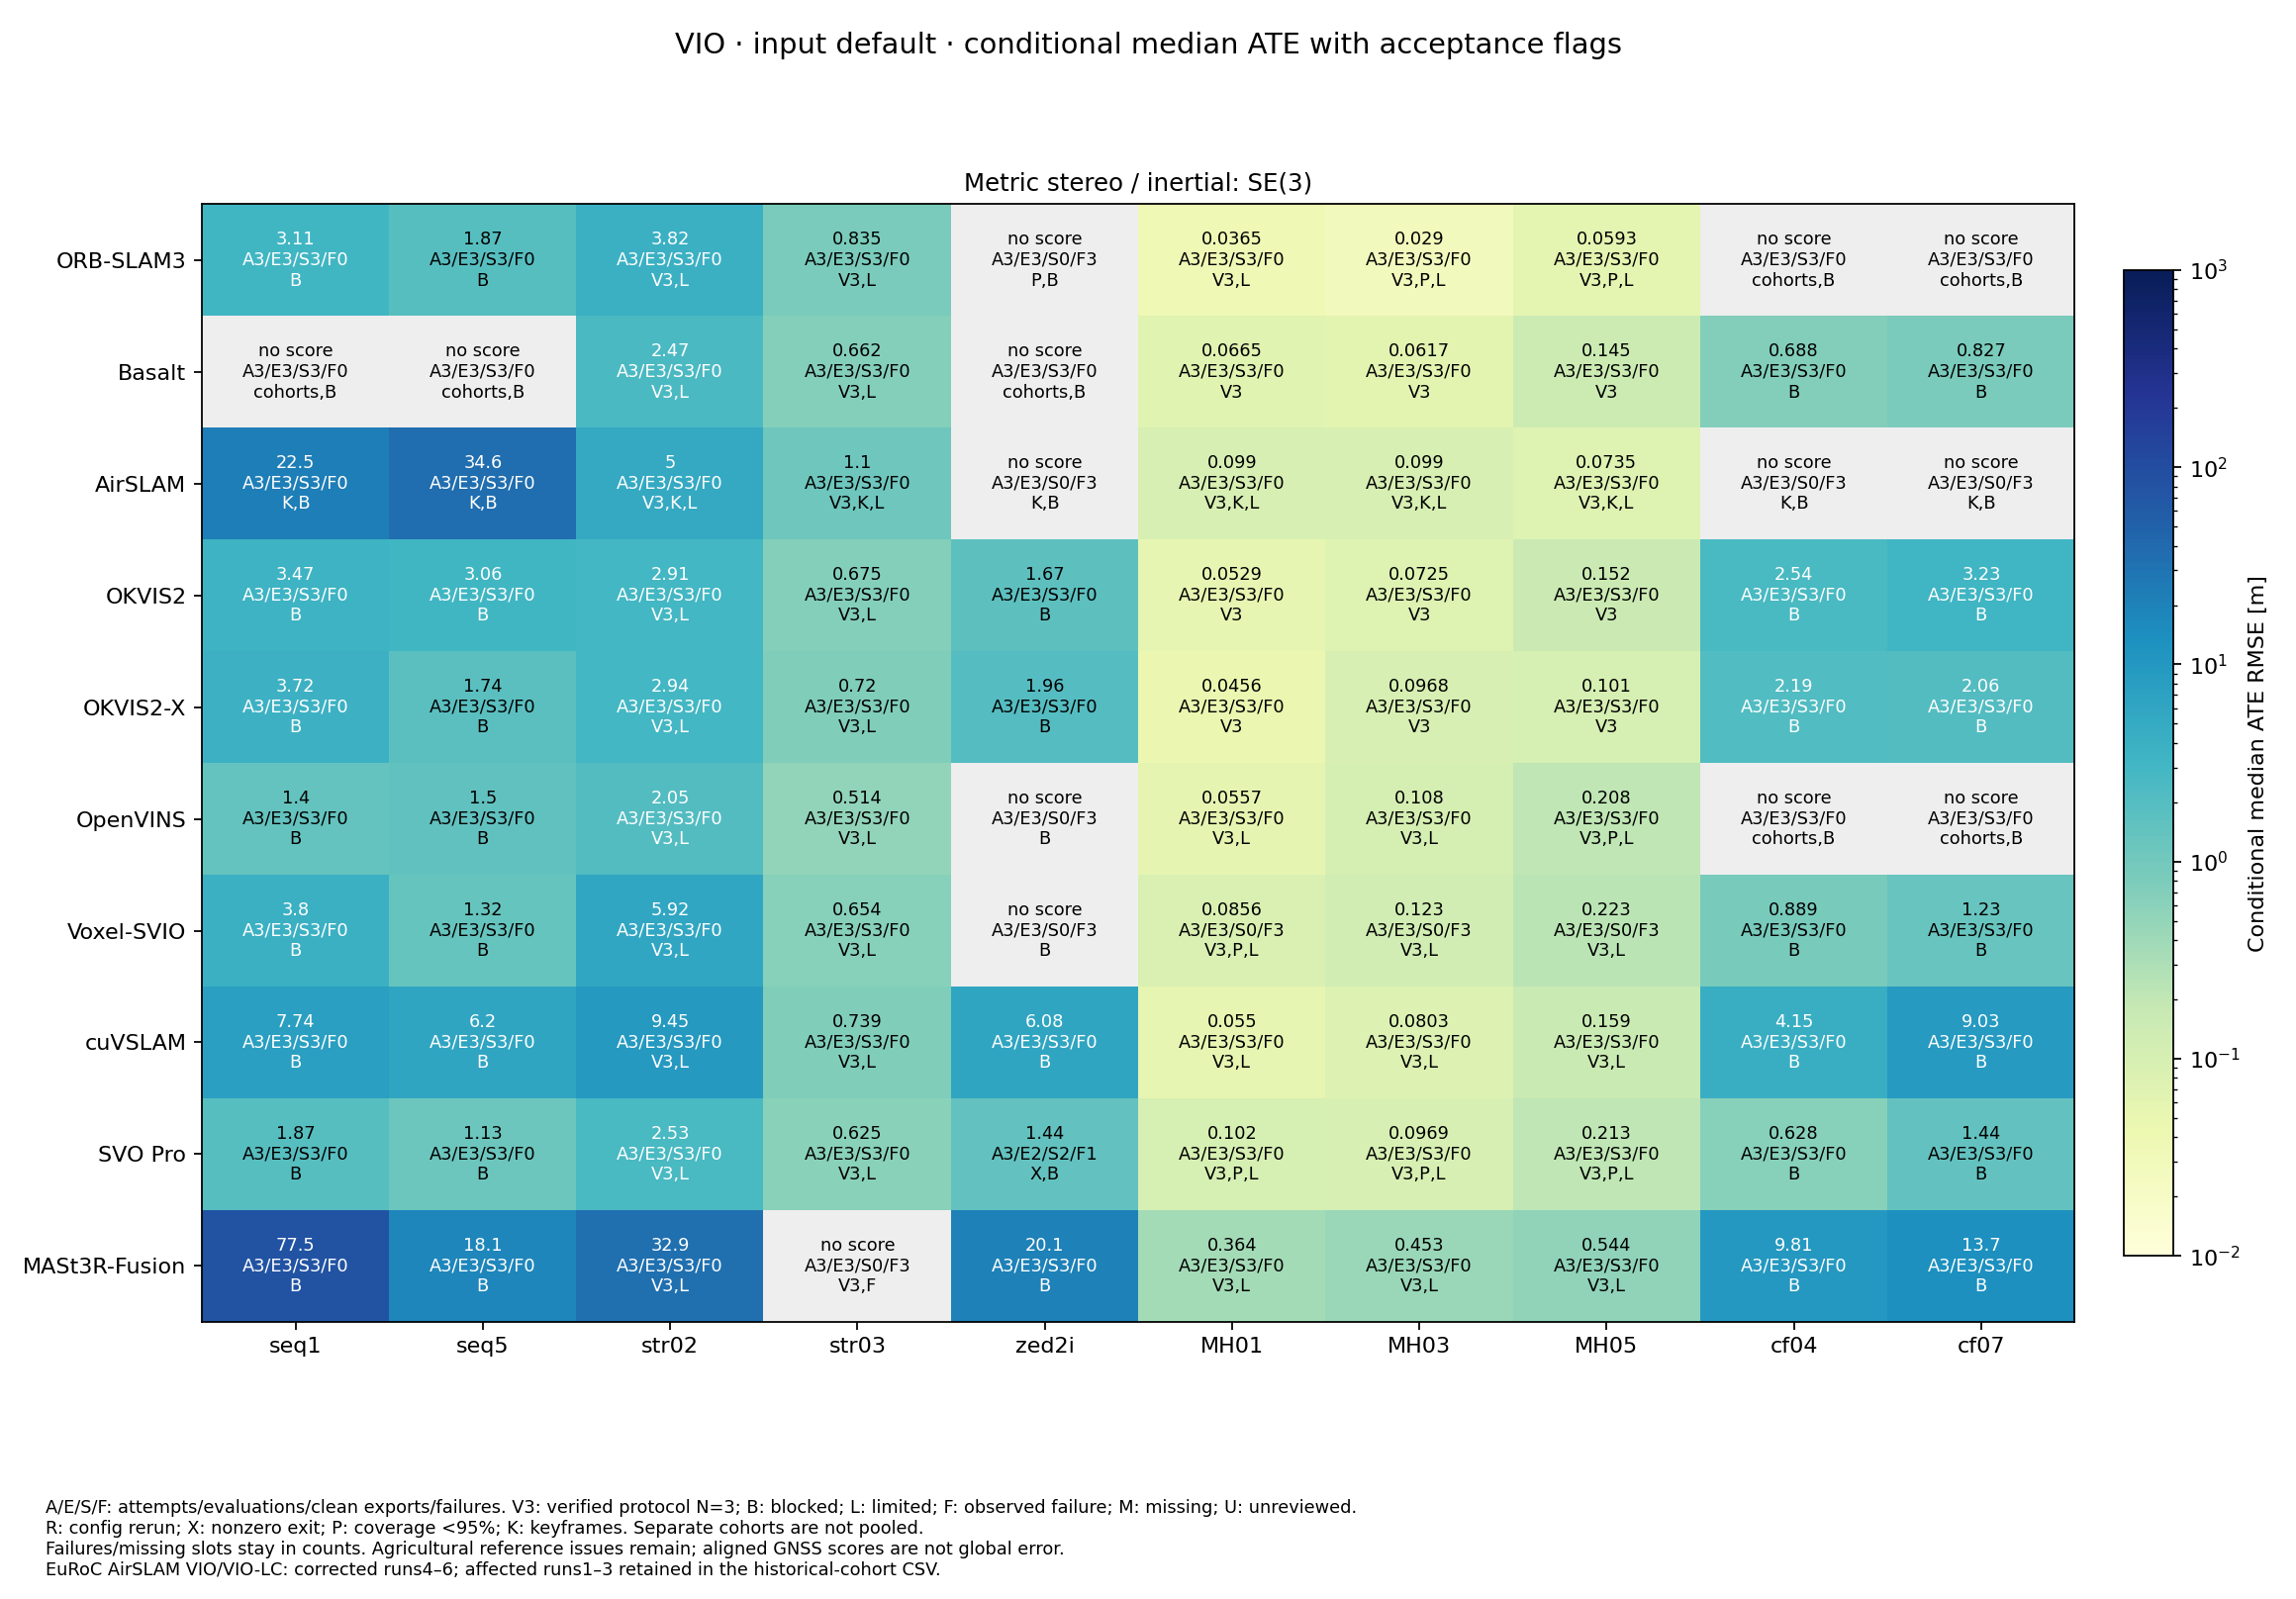 VIO · input default · conditional median ATE with acceptance flags
Metric stereo / inertial: SE(3)
ORB-SLAM3
3.11
A3/E3/S3/F0
B
1.87
A3/E3/S3/F0
B
3.82
A3/E3/S3/F0
V3,L
0.835
A3/E3/S3/F0
V3,L
no score
A3/E3/S0/F3
P,B
0.0365
A3/E3/S3/F0
V3,L
0.029
A3/E3/S3/F0
V3,P,L
0.0593
A3/E3/S3/F0
V3,P,L
no score
A3/E3/S3/F0
cohorts,B
no score
A3/E3/S3/F0
cohorts,B
Basalt
no score
A3/E3/S3/F0
cohorts,B
no score
A3/E3/S3/F0
cohorts,B
2.47
A3/E3/S3/F0
V3,L
0.662
A3/E3/S3/F0
V3,L
no score
A3/E3/S3/F0
cohorts,B
0.0665
A3/E3/S3/F0
V3
0.0617
A3/E3/S3/F0
V3
0.145
A3/E3/S3/F0
V3
0.688
A3/E3/S3/F0
B
0.827
A3/E3/S3/F0
B
AirSLAM
22.5
A3/E3/S3/F0
K,B
34.6
A3/E3/S3/F0
K,B
5
A3/E3/S3/F0
V3,K,L
1.1
A3/E3/S3/F0
V3,K,L
no score
A3/E3/S0/F3
K,B
0.099
A3/E3/S3/F0
V3,K,L
0.099
A3/E3/S3/F0
V3,K,L
0.0735
A3/E3/S3/F0
V3,K,L
no score
A3/E3/S0/F3
K,B
no score
A3/E3/S0/F3
K,B
OKVIS2
3.47
A3/E3/S3/F0
B
3.06
A3/E3/S3/F0
B
2.91
A3/E3/S3/F0
V3,L
0.675
A3/E3/S3/F0
V3,L
1.67
A3/E3/S3/F0
B
0.0529
A3/E3/S3/F0
V3
0.0725
A3/E3/S3/F0
V3
0.152
A3/E3/S3/F0
V3
2.54
A3/E3/S3/F0
B
3.23
A3/E3/S3/F0
B
OKVIS2-X
3.72
A3/E3/S3/F0
B
1.74
A3/E3/S3/F0
B
2.94
A3/E3/S3/F0
V3,L
0.72
A3/E3/S3/F0
V3,L
1.96
A3/E3/S3/F0
B
0.0456
A3/E3/S3/F0
V3
0.0968
A3/E3/S3/F0
V3
0.101
A3/E3/S3/F0
V3
2.19
A3/E3/S3/F0
B
2.06
A3/E3/S3/F0
B
OpenVINS
1.4
A3/E3/S3/F0
B
1.5
A3/E3/S3/F0
B
2.05
A3/E3/S3/F0
V3,L
0.514
A3/E3/S3/F0
V3,L
no score
A3/E3/S0/F3
B
0.0557
A3/E3/S3/F0
V3,L
0.108
A3/E3/S3/F0
V3,L
0.208
A3/E3/S3/F0
V3,P,L
no score
A3/E3/S3/F0
cohorts,B
no score
A3/E3/S3/F0
cohorts,B
Voxel-SVIO
3.8
A3/E3/S3/F0
B
1.32
A3/E3/S3/F0
B
5.92
A3/E3/S3/F0
V3,L
0.654
A3/E3/S3/F0
V3,L
no score
A3/E3/S0/F3
B
0.0856
A3/E3/S0/F3
V3,P,L
0.123
A3/E3/S0/F3
V3,L
0.223
A3/E3/S0/F3
V3,L
0.889
A3/E3/S3/F0
B
1.23
A3/E3/S3/F0
B
cuVSLAM
7.74
A3/E3/S3/F0
B
6.2
A3/E3/S3/F0
B
9.45
A3/E3/S3/F0
V3,L
0.739
A3/E3/S3/F0
V3,L
6.08
A3/E3/S3/F0
B
0.055
A3/E3/S3/F0
V3,L
0.0803
A3/E3/S3/F0
V3,L
0.159
A3/E3/S3/F0
V3,L
4.15
A3/E3/S3/F0
B
9.03
A3/E3/S3/F0
B
SVO Pro
1.87
A3/E3/S3/F0
B
1.13
A3/E3/S3/F0
B
2.53
A3/E3/S3/F0
V3,L
0.625
A3/E3/S3/F0
V3,L
1.44
A3/E2/S2/F1
X,B
0.102
A3/E3/S3/F0
V3,P,L
0.0969
A3/E3/S3/F0
V3,P,L
0.213
A3/E3/S3/F0
V3,P,L
0.628
A3/E3/S3/F0
B
1.44
A3/E3/S3/F0
B
MASt3R-Fusion
77.5
A3/E3/S3/F0
B
18.1
A3/E3/S3/F0
B
32.9
A3/E3/S3/F0
V3,L
no score
A3/E3/S0/F3
V3,F
20.1
A3/E3/S3/F0
B
0.364
A3/E3/S3/F0
V3,L
0.453
A3/E3/S3/F0
V3,L
0.544
A3/E3/S3/F0
V3,L
9.81
A3/E3/S3/F0
B
13.7
A3/E3/S3/F0
B
seq1
seq5
str02
str03
zed2i
MH01
MH03
MH05
cf04
cf07
10³
10²
10¹
10⁰
10⁻¹
10⁻²
Conditional median ATE RMSE [m]
A/E/S/F: attempts/evaluations/clean exports/failures. V3: verified protocol N=3; B: blocked; L: limited; F: observed failure; M: missing; U: unreviewed.
R: config rerun; X: nonzero exit; P: coverage <95%; K: keyframes. Separate cohorts are not pooled.
Failures/missing slots stay in counts. Agricultural reference issues remain; aligned GNSS scores are not global error.
EuRoC AirSLAM VIO/VIO-LC: corrected runs4–6; affected runs1–3 retained in the historical-cohort CSV.